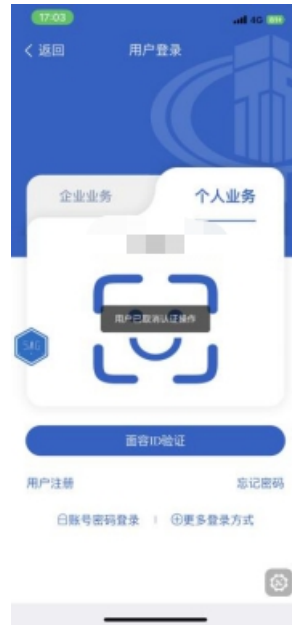 17:03 4G
返回 用户登录
企业业务 个人业务
用户已取消认证操作
面容ID验证
用户注册 忘记密码
账号密码登录 更多登录方式